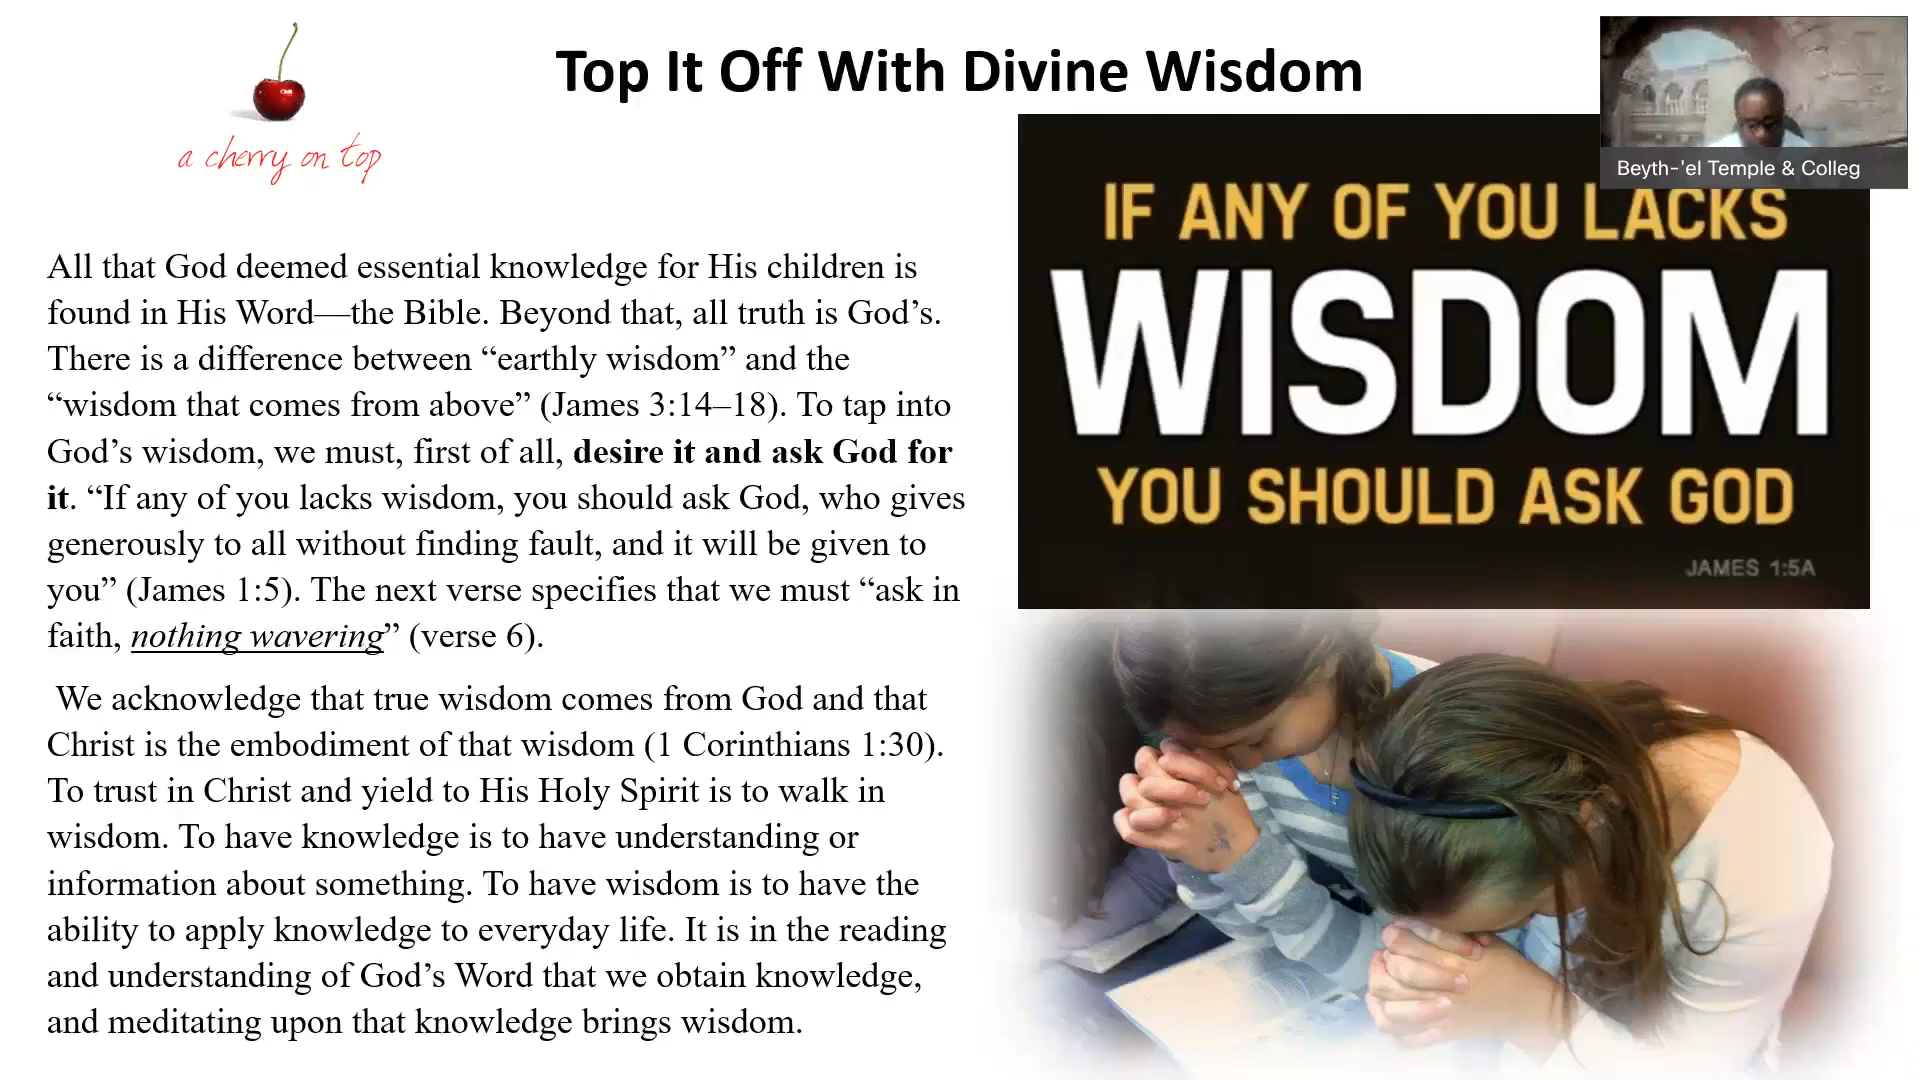 Top It Off With Divine Wisdom
a cherry on top
Beyth-'el Temple & Colleg
All that God deemed essential knowledge for His children is
found in His Word—the Bible. Beyond that, all truth is God’s.
There is a difference between “earthly wisdom” and the
“wisdom that comes from above” (James 3:14–18). To tap into
God’s wisdom, we must, first of all, desire it and ask God for
it. “If any of you lacks wisdom, you should ask God, who gives
generously to all without finding fault, and it will be given to
you” (James 1:5). The next verse specifies that we must “ask in
faith, nothing wavering” (verse 6).
We acknowledge that true wisdom comes from God and that
Christ is the embodiment of that wisdom (1 Corinthians 1:30).
To trust in Christ and yield to His Holy Spirit is to walk in
wisdom. To have knowledge is to have understanding or
information about something. To have wisdom is to have the
ability to apply knowledge to everyday life. It is in the reading
and understanding of God’s Word that we obtain knowledge,
and meditating upon that knowledge brings wisdom.
IF ANY OF YOU LACKS
WISDOM
YOU SHOULD ASK GOD
JAMES 1:5A